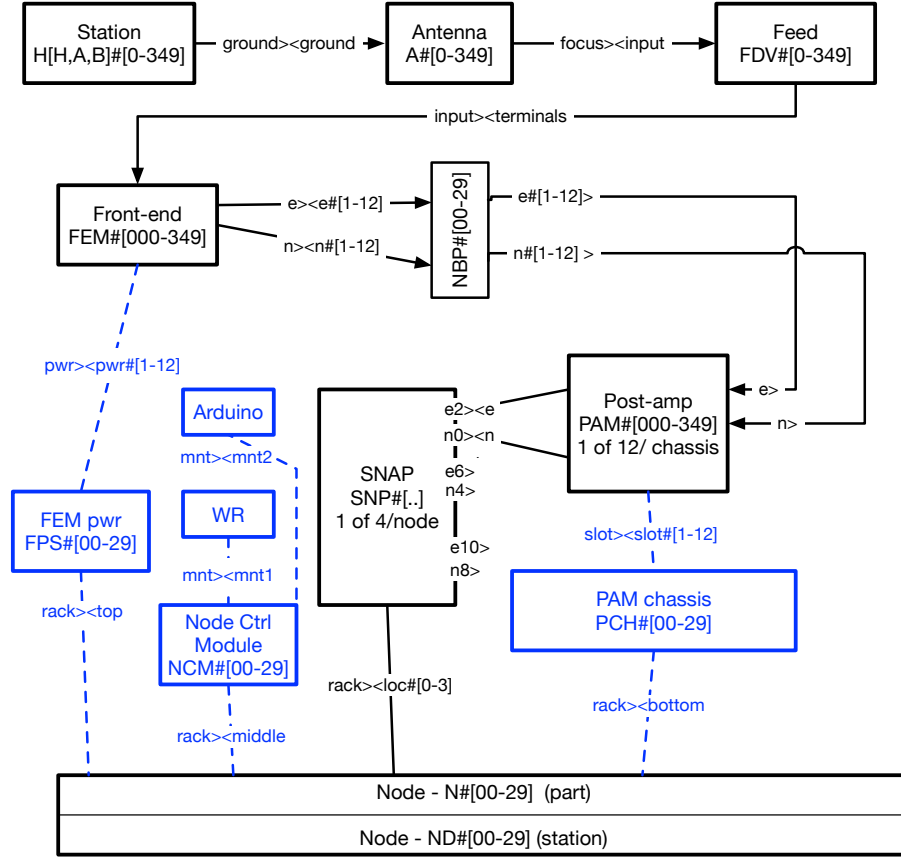 Station
H[H,A,B]#[0-349]
ground><ground
Antenna
A#[0-349]
focus><input
Feed
FDV#[0-349]
input><terminals
Front-end
FEM#[000-349]
e><e#[1-12]
n><n#[1-12]
NBP#[00-29]
e#[1-12]>
n#[1-12] >
pwr><pwr#[1-12]
Arduino
mnt><mnt2
SNAP
SNP#[..]
1 of 4/node
e2><e
n0><n
e6>
n4>
e10>
n8>
Post-amp
PAM#[000-349]
1 of 12/ chassis
e>
n>
FEM pwr
FPS#[00-29]
WR
mnt><mnt1
slot><slot#[1-12]
rack><top
Node Ctrl
Module
NCM#[00-29]
PAM chassis
PCH#[00-29]
rack><loc#[0-3]
rack><middle
rack><bottom
Node - N#[00-29]  (part)
Node - ND#[00-29] (station)